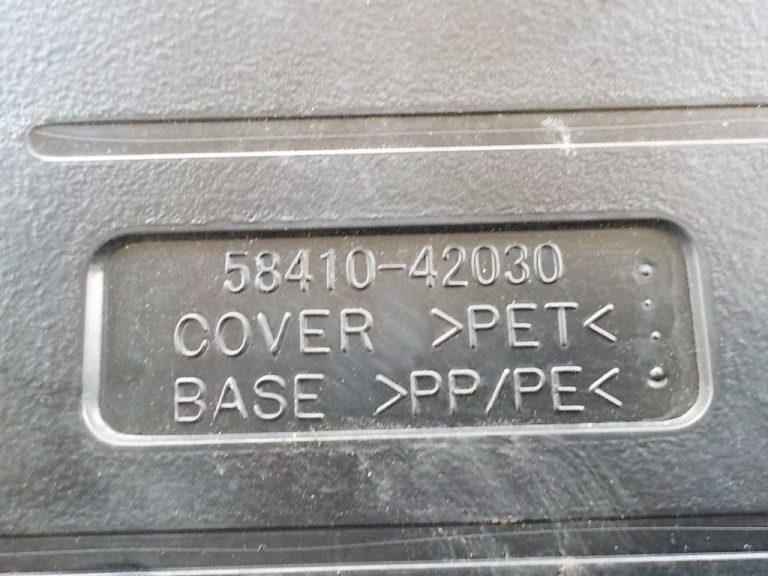 58410-42030
COVER >PET<
BASE >PP/PE<